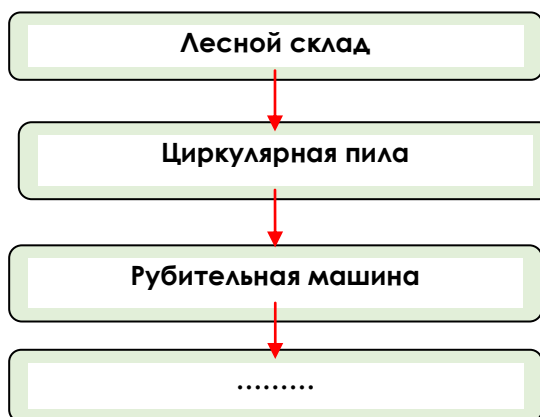 Лесной склад
Циркулярная пила
Рубительная машина
.........